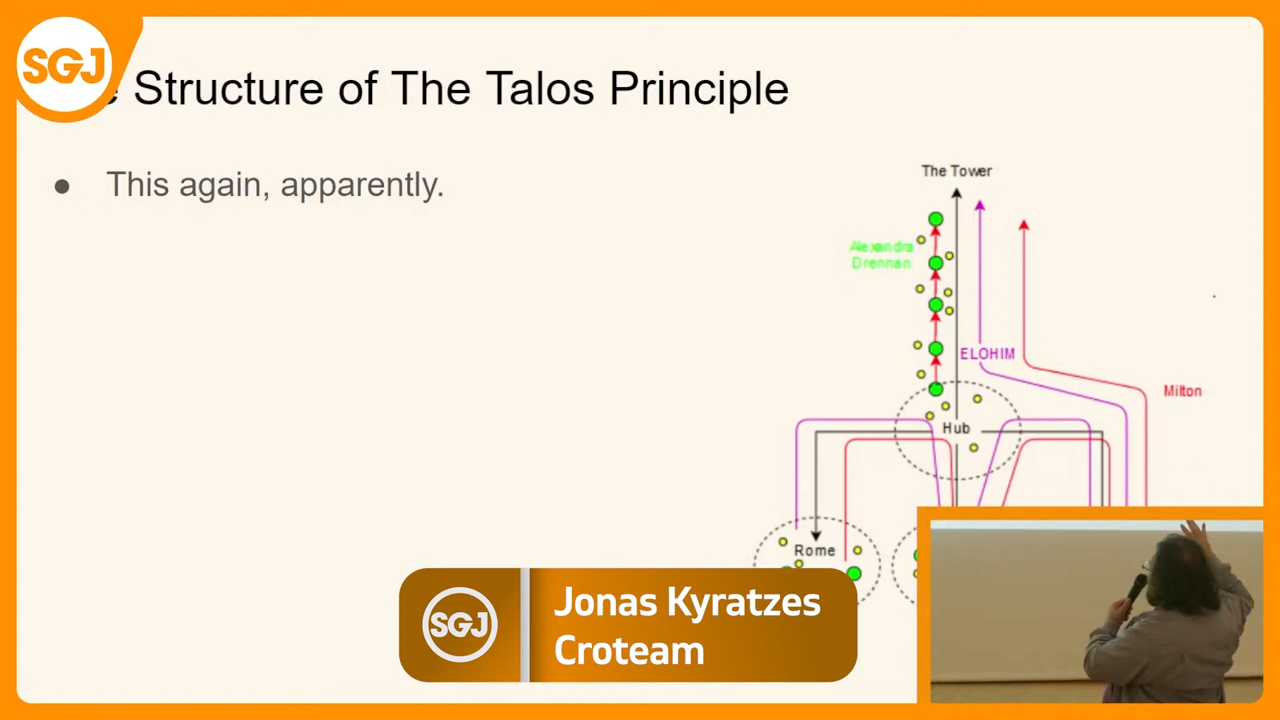 SGJ
e Structure of The Talos Principle
● This again, apparently.
The Tower
Alexandra
Drennan
ELOHIM
Milton
Hub
Rome
SGJ
Jonas Kyratzes
Croteam